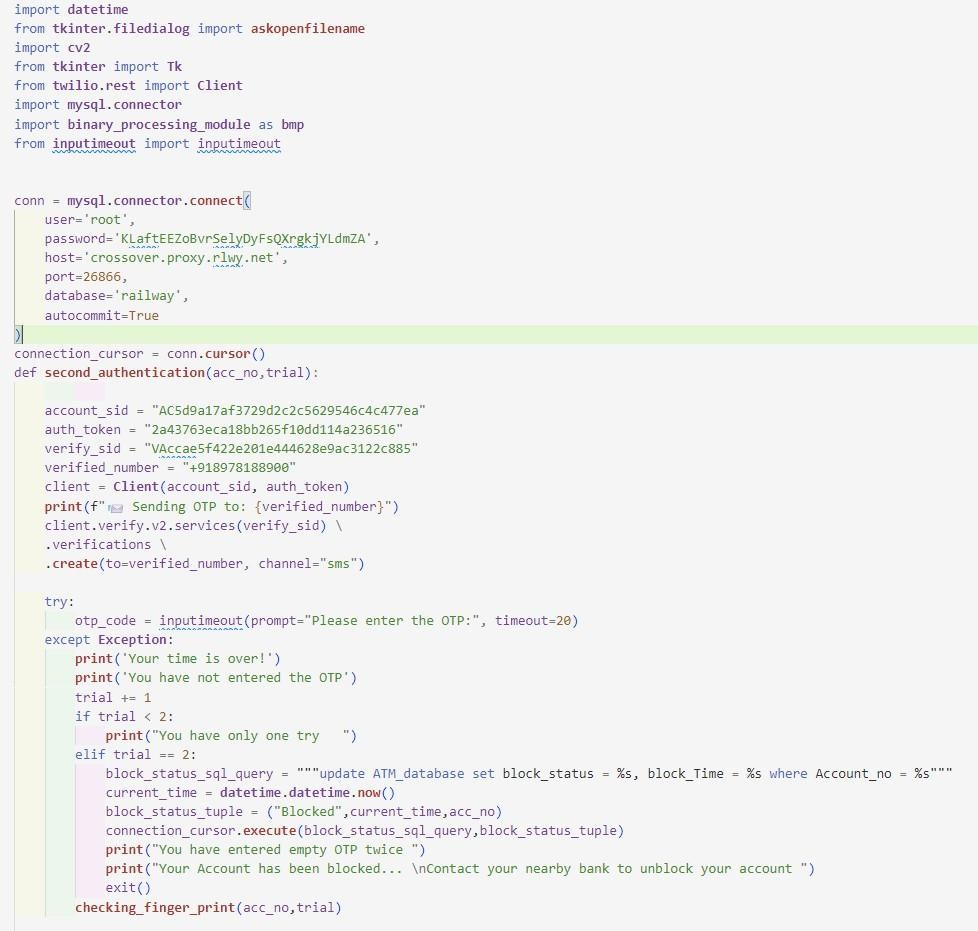 import datetime
from tkinter.filedialog import askopenfilename
import cv2
from tkinter import Tk
from twilio.rest import Client
import mysql.connector
import binary_processing_module as bmp
from inputimeout import inputimeout
conn = mysql.connector.connect(
user='root',
password='KLaftEEZoBvrSelyDyFsQXrgkjYLdmZA',
host='crossover.proxy.rlwy.net',
port=26866,
database='railway',
autocommit=True
)
connection_cursor = conn.cursor()
def second_authentication(acc_no,trial):
account_sid = "AC5d9a17af3729d2c2c5629546c4c477ea"
auth_token = "2a43763eca18bb265f10dd114a236516"
verify_sid = "VAccae5f422e201e444628e9ac3122c885"
verified_number = "+918978188900"
client = Client(account_sid, auth_token)
print(f"📨 Sending OTP to: {verified_number}")
client.verify.v2.services(verify_sid) \
.verifications \
.create(to=verified_number, channel="sms")
try:
otp_code = inputimeout(prompt="Please enter the OTP:", timeout=20)
except Exception:
print('Your time is over!')
print('You have not entered the OTP')
trial += 1
if trial < 2:
print("You have only one try   ")
elif trial == 2:
block_status_sql_query = """update ATM_database set block_status = %s, block_Time = %s where Account_no = %s"""
current_time = datetime.datetime.now()
block_status_tuple = ("Blocked",current_time,acc_no)
connection_cursor.execute(block_status_sql_query,block_status_tuple)
print("You have entered empty OTP twice ")
print("Your Account has been blocked... \nContact your nearby bank to unblock your account ")
exit()
checking_finger_print(acc_no,trial)